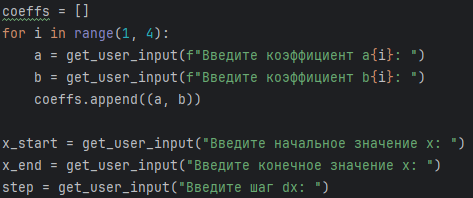 coeffs = []
for i in range(1, 4):
    a = get_user_input(f"Введите коэффициент a{i}: ")
    b = get_user_input(f"Введите коэффициент b{i}: ")
    coeffs.append((a, b))

x_start = get_user_input("Введите начальное значение x: ")
x_end = get_user_input("Введите конечное значение x: ")
step = get_user_input("Введите шаг dx: ")